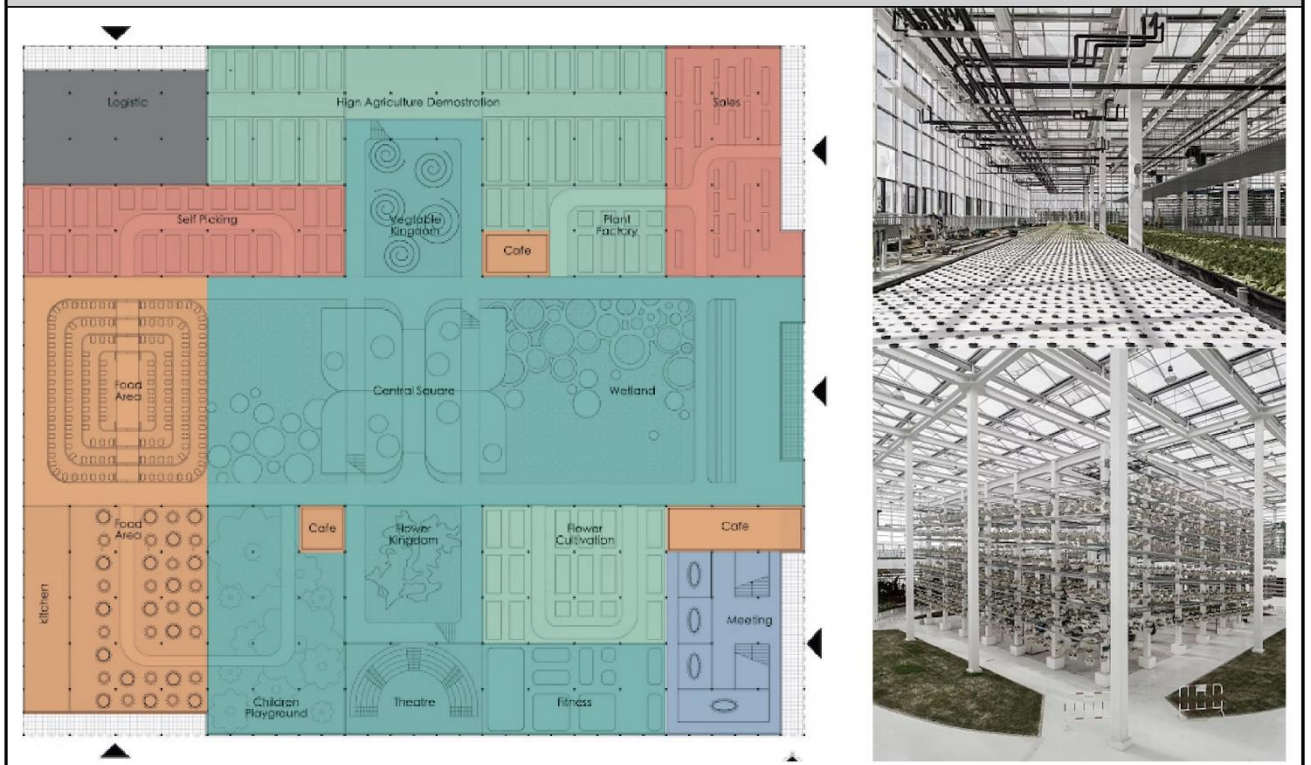 Logistic
Hign Agriculture Demostration
Sales
Self Picking
Vegtable
Kingdom
Plant
Factory
Cafe
Food
Area
Central Square
Wetland
Food
Area
Cafe
Flower
Kingdom
Flower
Cultivation
Cafe
kitchen
Meeting
Children
Playground
Theatre
Fitness